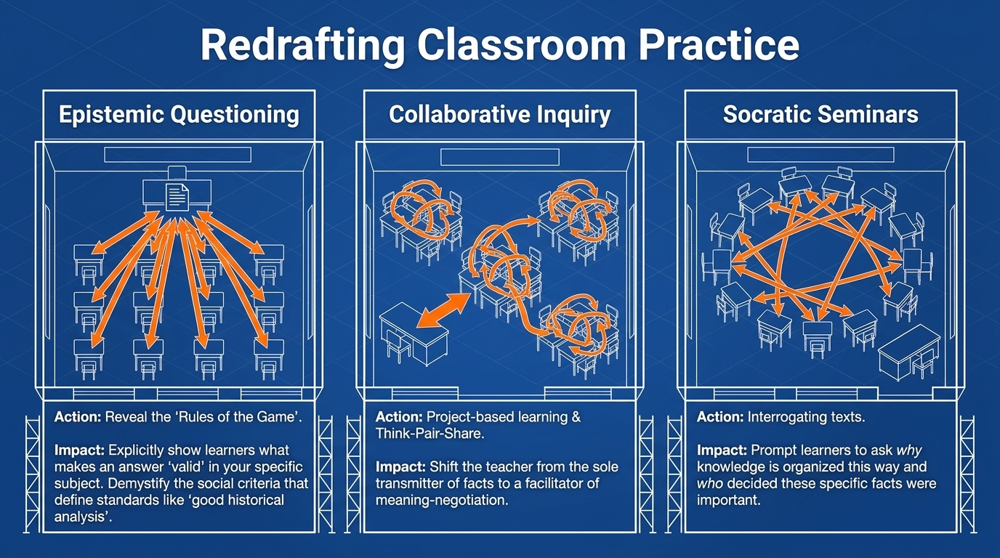 Redrafting Classroom Practice
Epistemic Questioning
Action: Reveal the ‘Rules of the Game’.
Impact: Explicitly show learners what
makes an answer ‘valid’ in your specific
subject. Demystify the social criteria that
define standards like ‘good historical
analysis’.
Collaborative Inquiry
Action: Project-based learning &
Think-Pair-Share.
Impact: Shift the teacher from the sole
transmitter of facts to a facilitator of
meaning-negotiation.
Socratic Seminars
Action: Interrogating texts.
Impact: Prompt learners to ask why
knowledge is organized this way and
who decided these specific facts were
important.